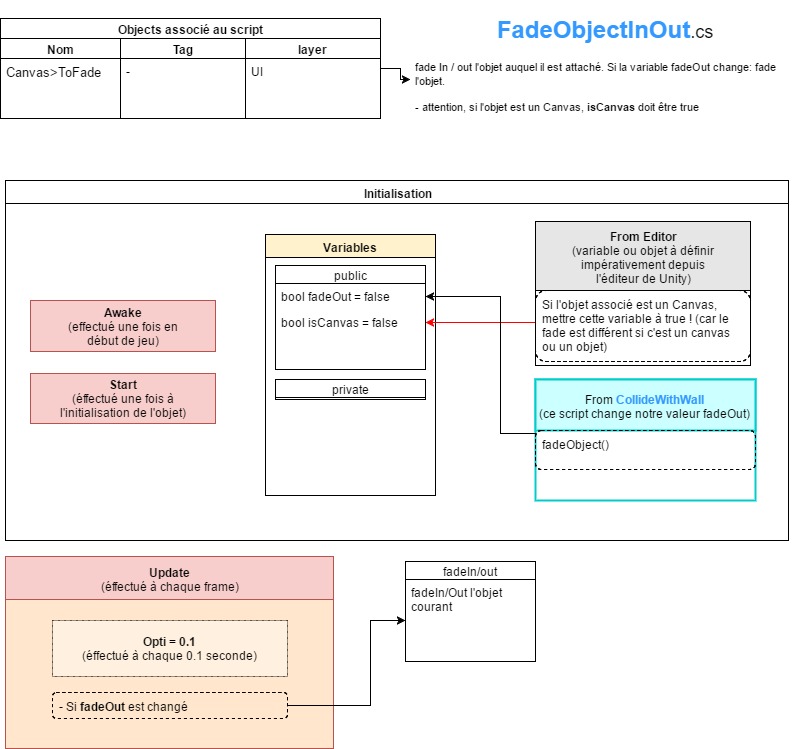 Objects associé au script
Nom
Tag
layer
Canvas>ToFade
-
UI
FadeObjectInOut.cs
fade In / out l'objet auquel il est attaché. Si la variable fadeOut change: fade
l'objet.
- attention, si l'objet est un Canvas, isCanvas doit être true
Initialisation
Awake
(effectué une fois en
début de jeu)
Start
(éffectué une fois à
l'initialisation de l'objet)
Variables
public
bool fadeOut = false
bool isCanvas = false
private
From Editor
(variable ou objet à définir
impérativement depuis
l'éditeur de Unity)
Si l'objet associé est un Canvas,
mettre cette variable à true ! (car le
fade est différent si c'est un canvas
ou un objet)
From CollideWithWall
(ce script change notre valeur fadeOut)
fadeObject()
Update
(éffectué à chaque frame)
Opti = 0.1
(éffectué à chaque 0.1 seconde)
- Si fadeOut est changé
fadeIn/out
fadeIn/Out l'objet
courant